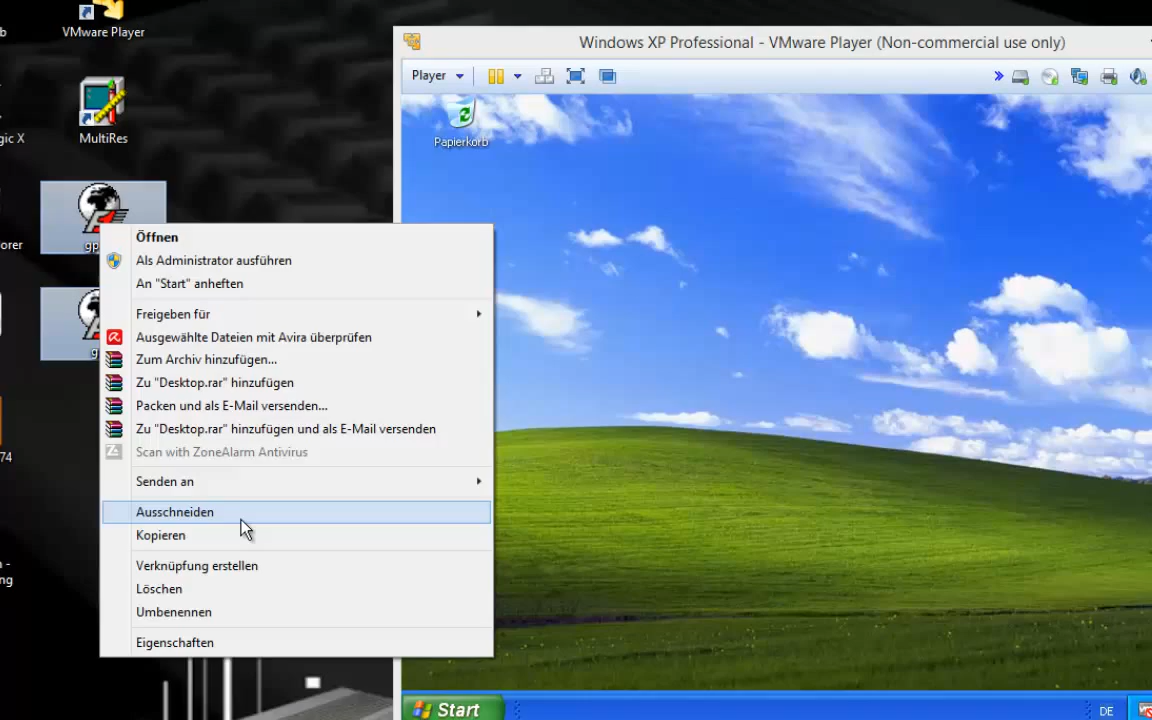 VMware Player
MultiRes
gic X
orer
gp
g
74
ng
Windows XP Professional - VMware Player (Non-commercial use only)
Player
Papierkorb
Öffnen
Als Administrator ausführen
An "Start" anheften
Freigeben für
Ausgewählte Dateien mit Avira überprüfen
Zum Archiv hinzufügen...
Zu "Desktop.rar" hinzufügen
Packen und als E-Mail versenden...
Zu "Desktop.rar" hinzufügen und als E-Mail versenden
Scan with ZoneAlarm Antivirus
Senden an
Ausschneiden
Kopieren
Verknüpfung erstellen
Löschen
Umbenennen
Eigenschaften
Start
DE